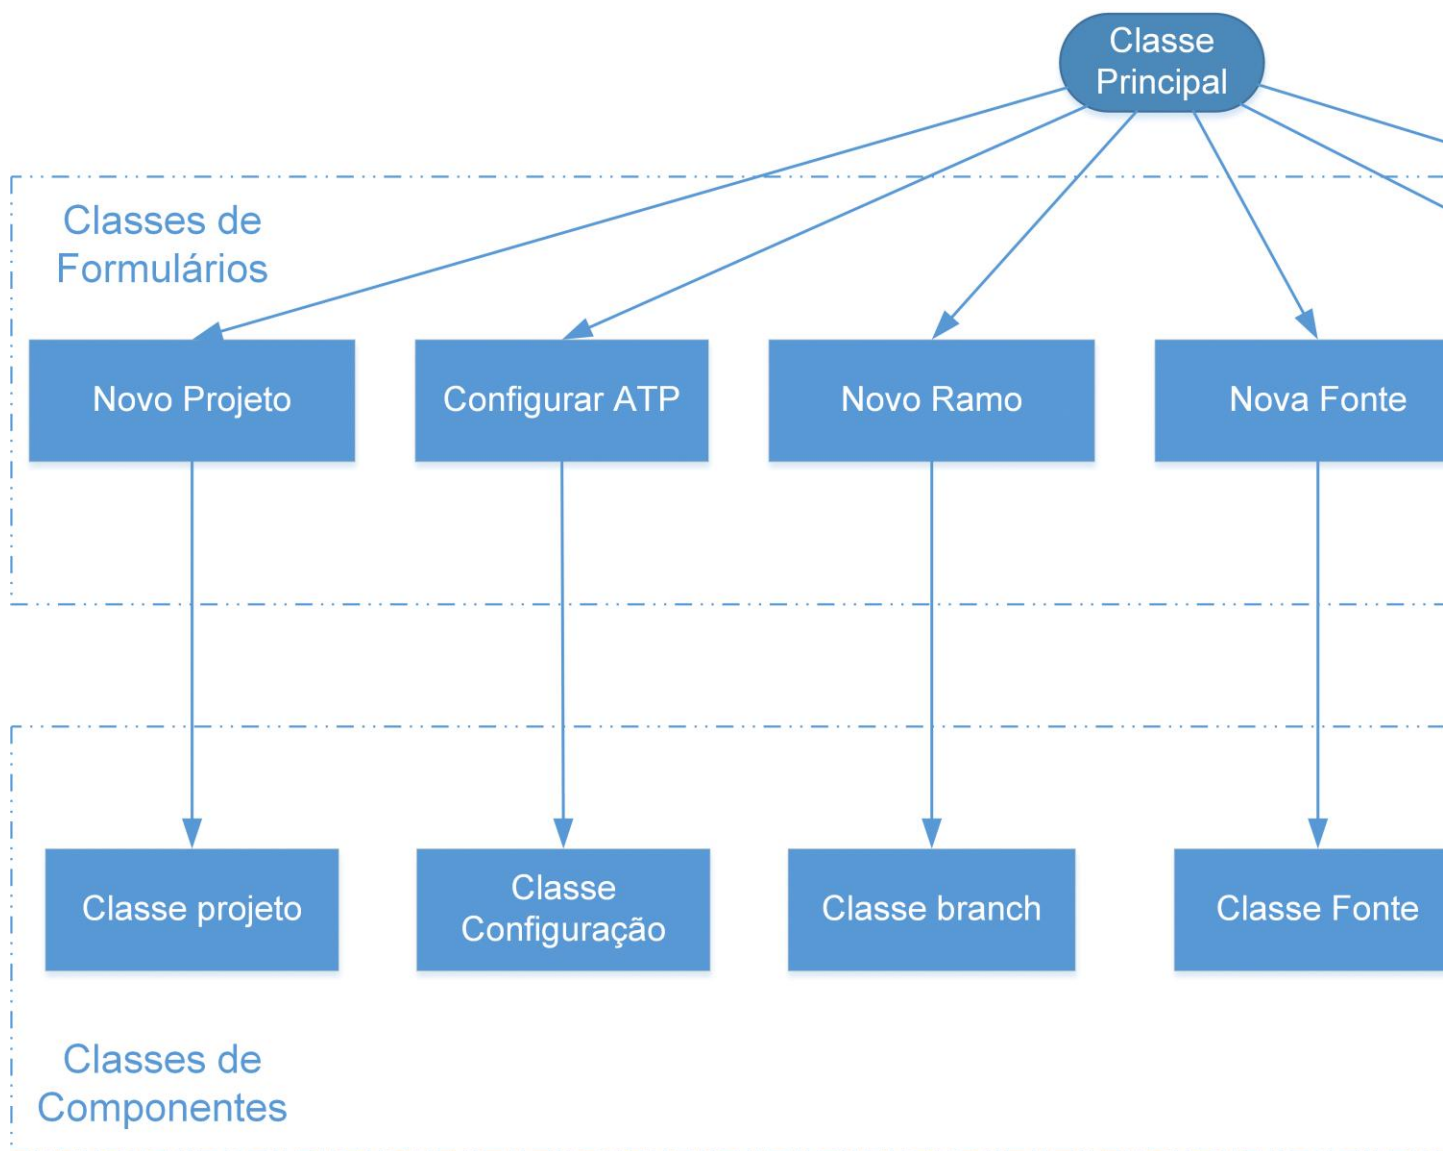 Classe
Principal
Classes de
Formulários
Novo Projeto
Configurar ATP
Novo Ramo
Nova Fonte
Classe projeto
Classe
Configuração
Classe branch
Classe Fonte
Classes de
Componentes